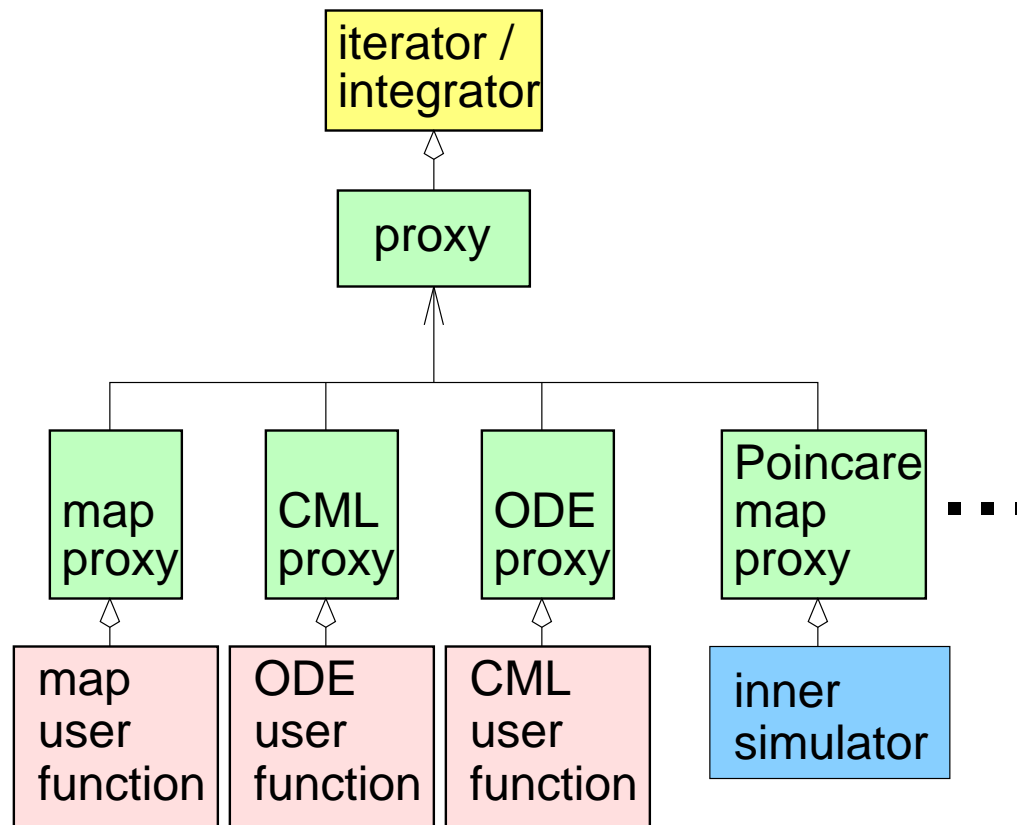 iterator /
integrator
proxy
map
proxy
CML
proxy
ODE
proxy
Poincare
map
proxy
map
user
function
ODE
user
function
CML
user
function
inner
simulator